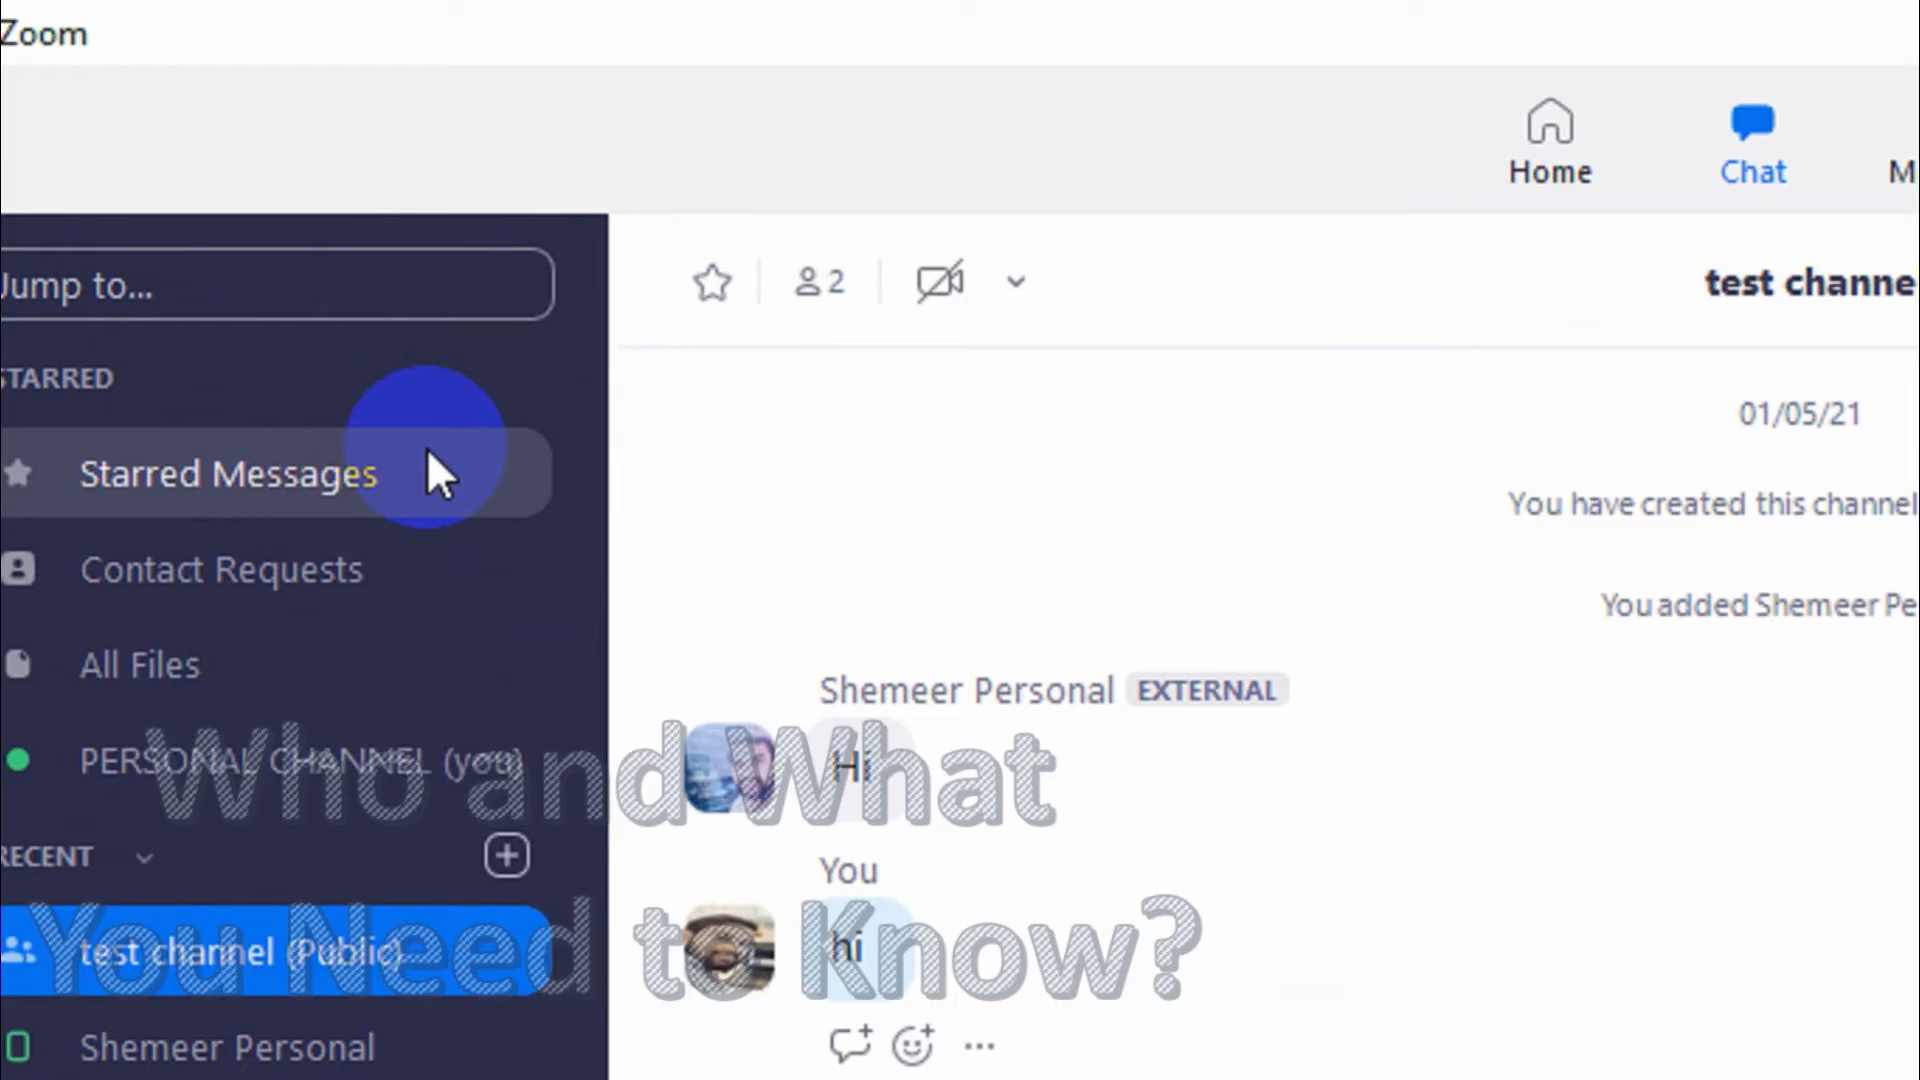 Zoom
Home
Chat
M
Jump to...
2
test channe
STARRED
01/05/21
Starred Messages
You have created this channel
Contact Requests
You added Shemeer Pe
All Files
Shemeer Personal EXTERNAL
PERSONAL CHANNEL (you)
Hi
Who and What
RECENT
You
test channel (Public)
hi
You Need to Know?
Shemeer Personal